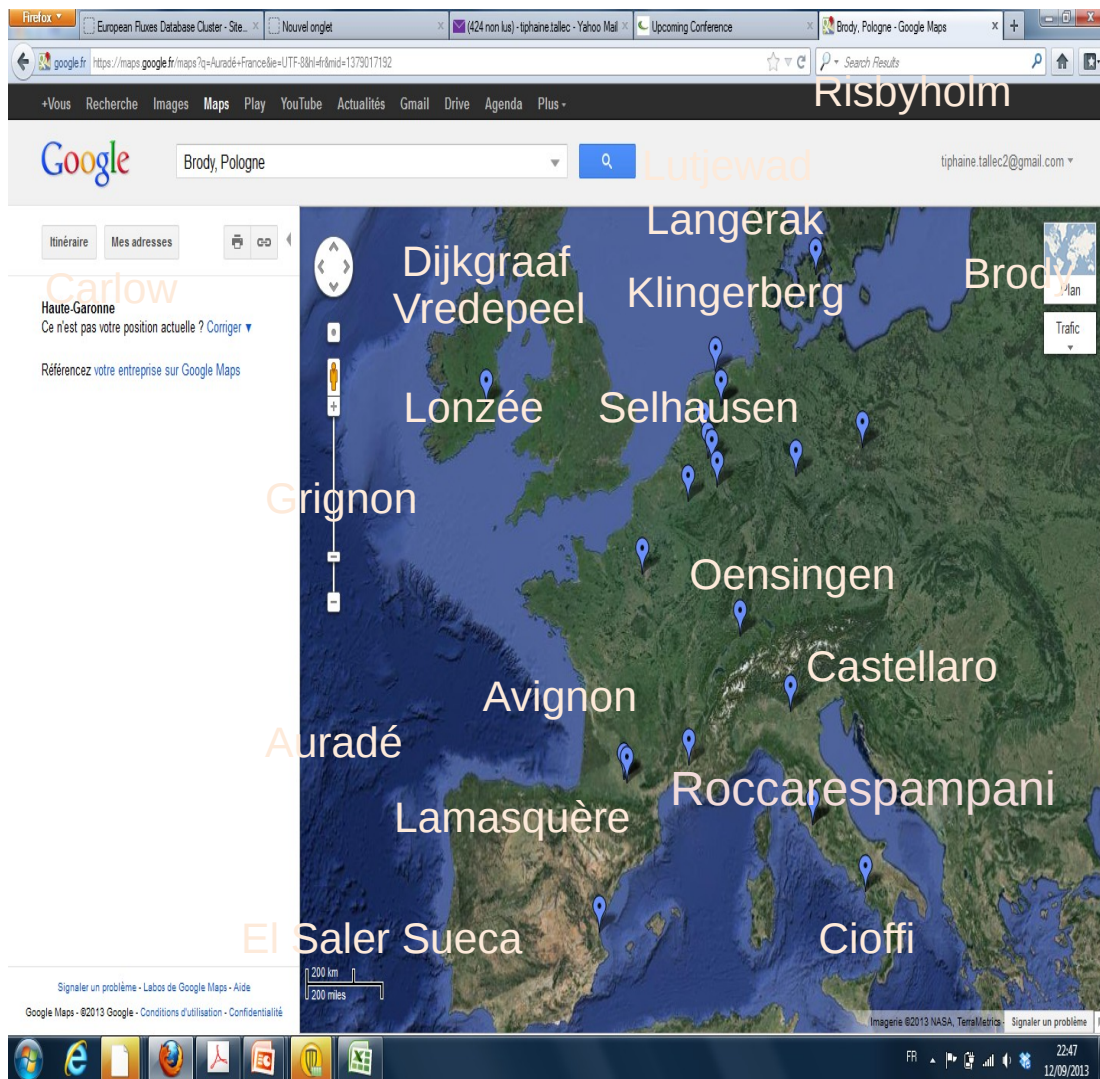 Firefox
European Fluxes Database Cluster - Site...
Nouvel onglet
(424 non lus) - tiphaine.tallec - Yahoo Mail
Upcoming Conference
Brody, Pologne - Google Maps
google.fr https://maps.google.fr/maps?q=Auradé+France&ie=UTF-8&hl=fr&mid=1379017192
Search Results
+Vous Recherche Images Maps Play YouTube Actualités Gmail Drive Agenda Plus
Risbyholm
Google
Brody, Pologne
Lutjewad
tiphaine.tallec2@gmail.com
Itinéraire
Mes adresses
Langerak
Dijkgraaf
Klingerberg
Brody
Plan
Carlow
Vredepeel
Haute-Garonne
Ce n'est pas votre position actuelle ? Corriger
Trafic
Référencez votre entreprise sur Google Maps
Lonzée
Selhausen
Grignon
Oensingen
Castellaro
Avignon
Auradé
Roccarespampani
Lamasquère
El Saler Sueca
Cioffi
200 km
200 miles
Signaler un problème - Labos de Google Maps - Aide
Google Maps - ©2013 Google - Conditions d'utilisation - Confidentialité
Imagerie ©2013 NASA, TerraMetrics -
Signaler un problème
FR
22:47
12/09/2013